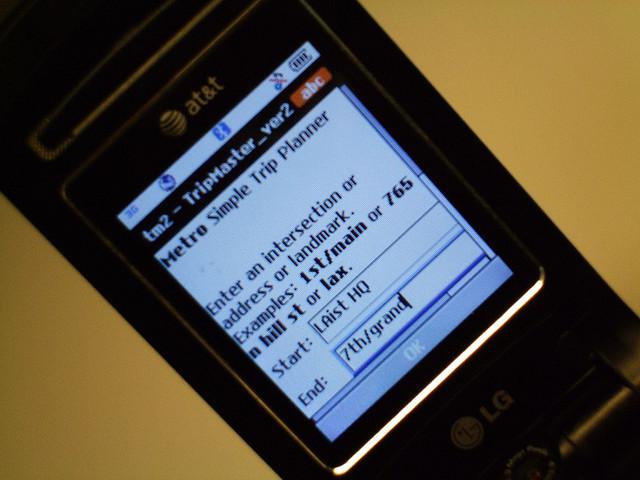 at&t
3G
tm2 - TripMaster_ver2 abc
Metro Simple Trip Planner
Enter an intersection or
address or landmark.
Examples: 1st/main or 765
n hill st or lax.
Start: LAist HQ
End: 7th/grand
OK
LG